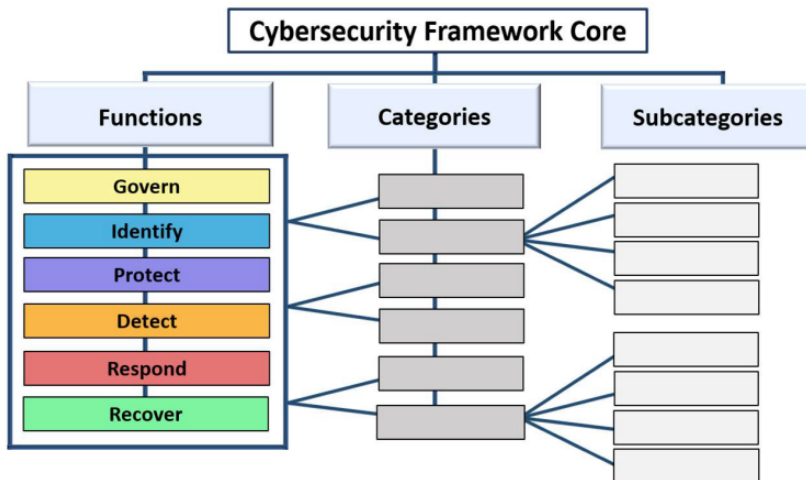 Cybersecurity Framework Core
Functions
Categories
Subcategories
Govern
Identify
Protect
Detect
Respond
Recover